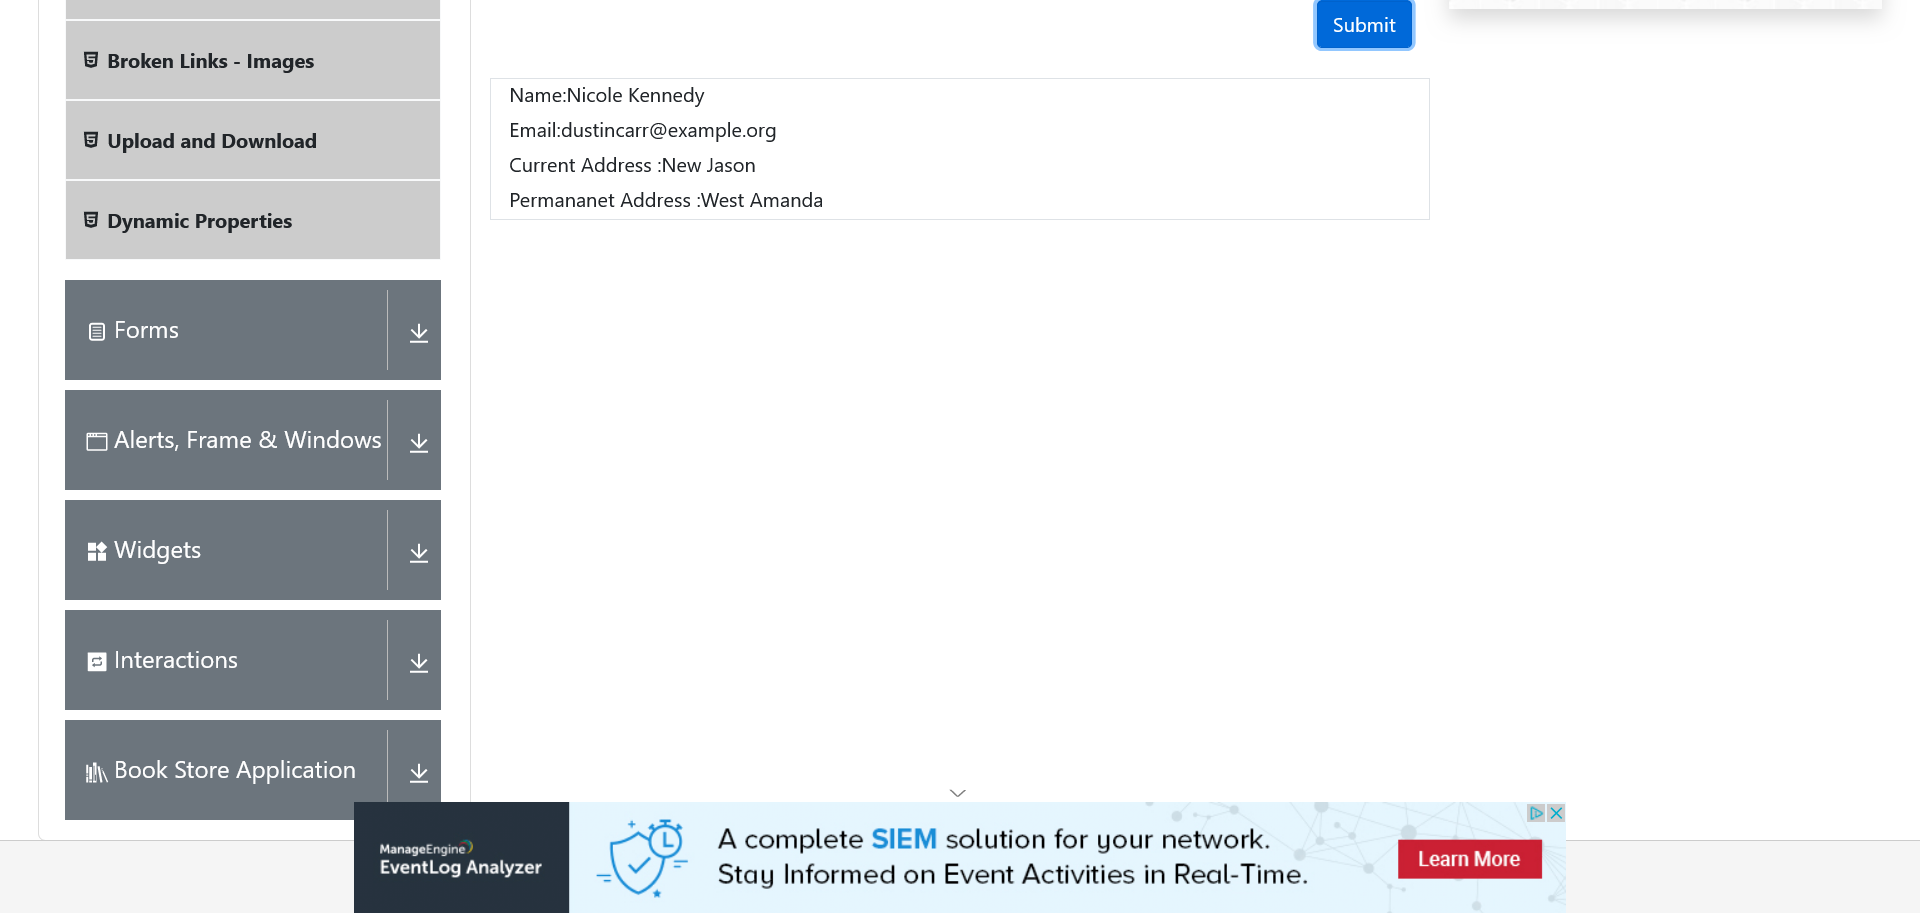 Submit
Broken Links - Images
Upload and Download
Dynamic Properties
Name:Nicole Kennedy
Email:dustincarr@example.org
Current Address :New Jason
Permananet Address :West Amanda
Forms
Alerts, Frame & Windows
Widgets
Interactions
Book Store Application
ManageEngine
EventLog Analyzer
A complete SIEM solution for your network.
Stay Informed on Event Activities in Real-Time.
Learn More